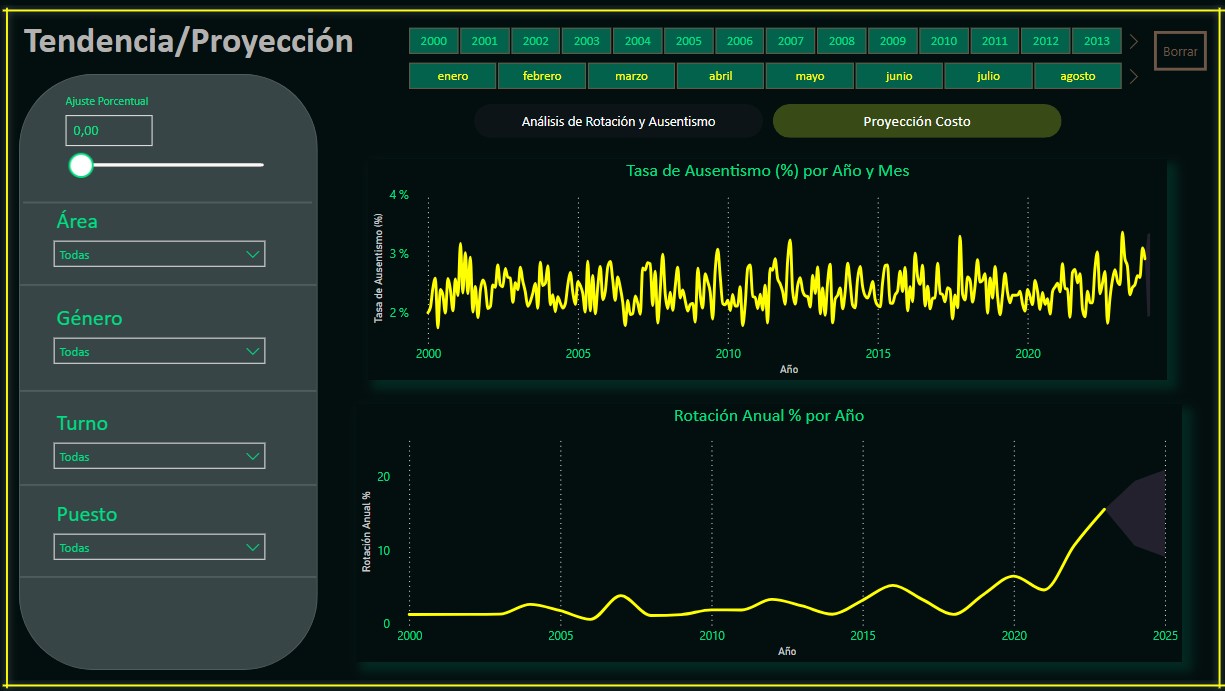 Tendencia/Proyección
2000 2001 2002 2003 2004 2005 2006 2007 2008 2009 2010 2011 2012 2013
Borrar
enero febrero marzo abril mayo junio julio agosto
Ajuste Porcentual
0,00
Análisis de Rotación y Ausentismo
Proyección Costo
Área
Todas
Género
Todas
Turno
Todas
Puesto
Todas
Tasa de Ausentismo (%) por Año y Mes
Tasa de Ausentismo (%)
4 %
3 %
2 %
2000 2005 2010 2015 2020
Año
Rotación Anual % por Año
Rotación Anual %
20
10
0
2000 2005 2010 2015 2020 2025
Año